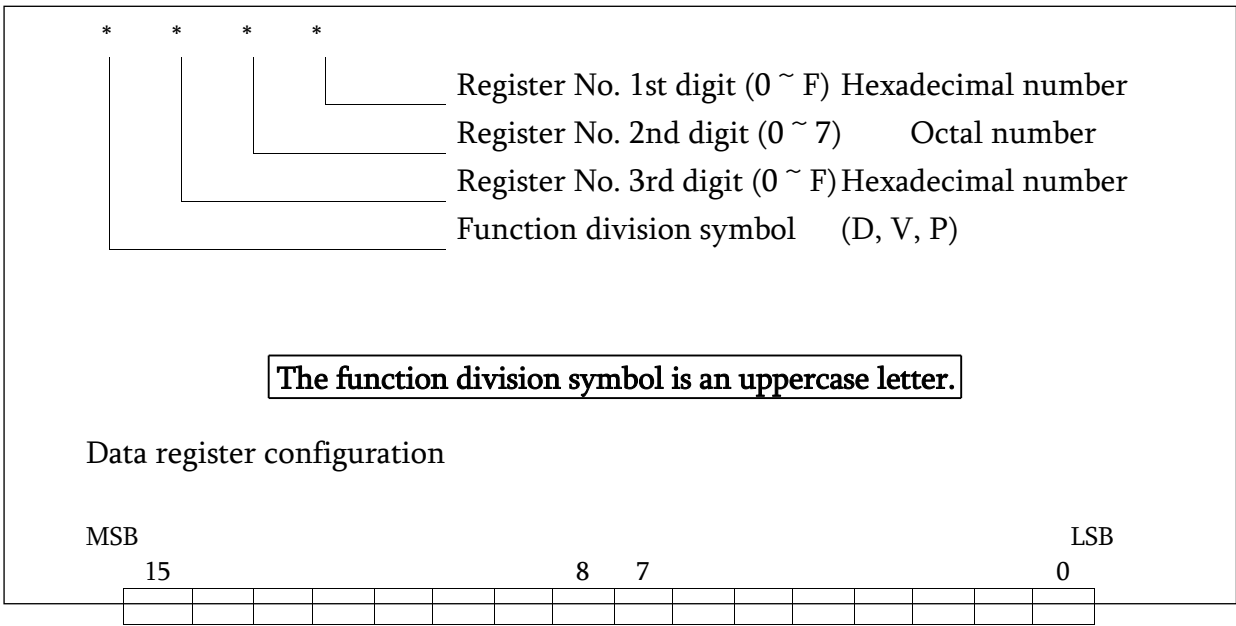 * * * *
Register No. 1st digit (0 ~ F) Hexadecimal number
Register No. 2nd digit (0 ~ 7) Octal number
Register No. 3rd digit (0 ~ F) Hexadecimal number
Function division symbol (D, V, P)
The function division symbol is an uppercase letter.
Data register configuration
MSB LSB
15 8 7 0